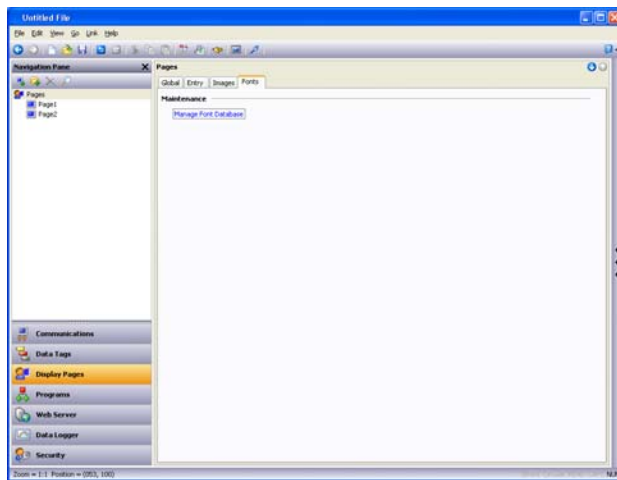 Untitled File
File Edit View Go Link Help
Navigation Pane X Pages
Global Entry Images Fonts
Pages
Page1
Page2
Maintenance
Manage Font Database
Communications
Data Tags
Display Pages
Programs
Web Server
Data Logger
Security
Zoom = 1:1 Position = (053, 100)